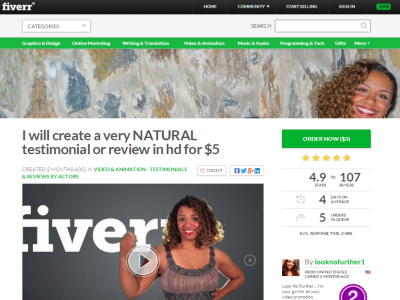 fiverr
HOME
COMMUNITY
START SELLING
SIGN IN
JOIN
CATEGORIES
SEARCH
Graphics & Design
Online Marketing
Writing & Translation
Video & Animation
Music & Audio
Programming & Tech
Gifts
More
I will create a very NATURAL
testimonial or review in hd for $5
CREATED 2 MONTHS AGO, IN VIDEO & ANIMATION / TESTIMONIALS
& REVIEWS BY ACTORS
COLLECT
fiverr
ORDER NOW ($5)
4.9 by 107
STARS
BUYERS
4 DAYS ON
AVERAGE
5 ORDERS
IN QUEUE
AVG. RESPONSE TIME: 2 HRS.
By looknofurther1
FROM UNITED STATES
JOINED 2 MONTHS AGO
Look No Further... I'm
your girl for all your
video promotion.
2